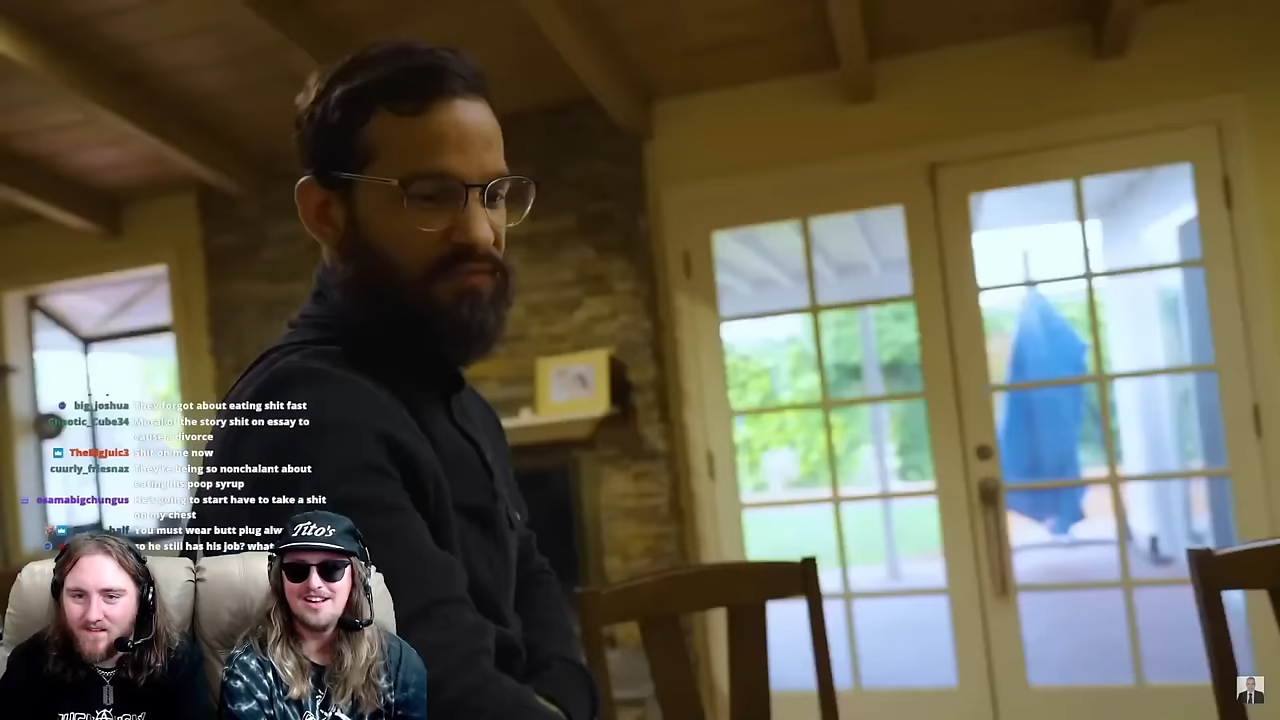 big_joshua They forgot about eating shit fast
Chaotic_Cube34 Moral of the story shit on essay to
cause a divorce
TheBigJuic3 Shit on me now
cuurly_friesnaz They're being so nonchalant about
eating his poop syrup
osamabigchungus He's going to start have to take a shit
on my chest
half You must wear butt plug alw
so he still has his job? what
Tito's